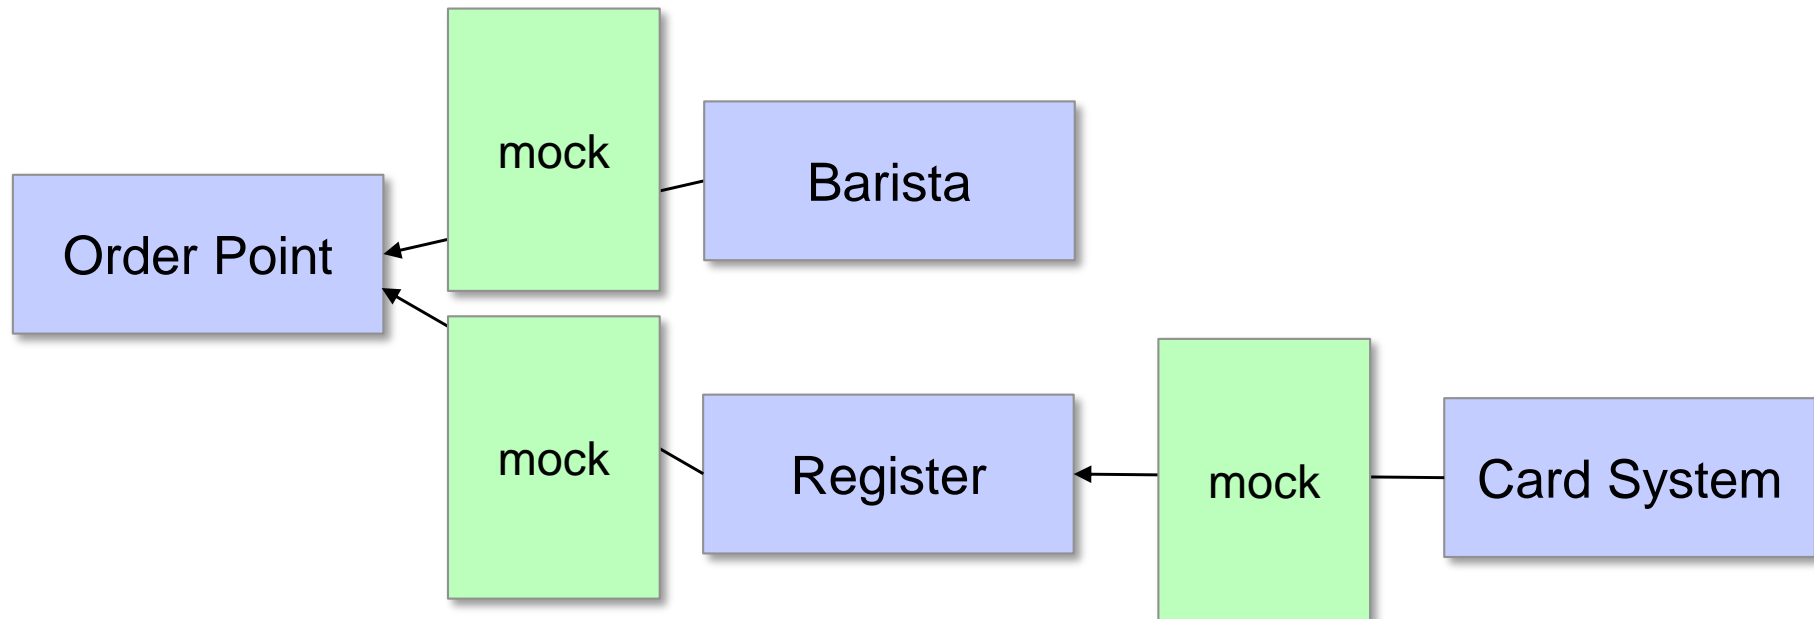 mock
Barista
Order Point
mock
Register
mock
Card System